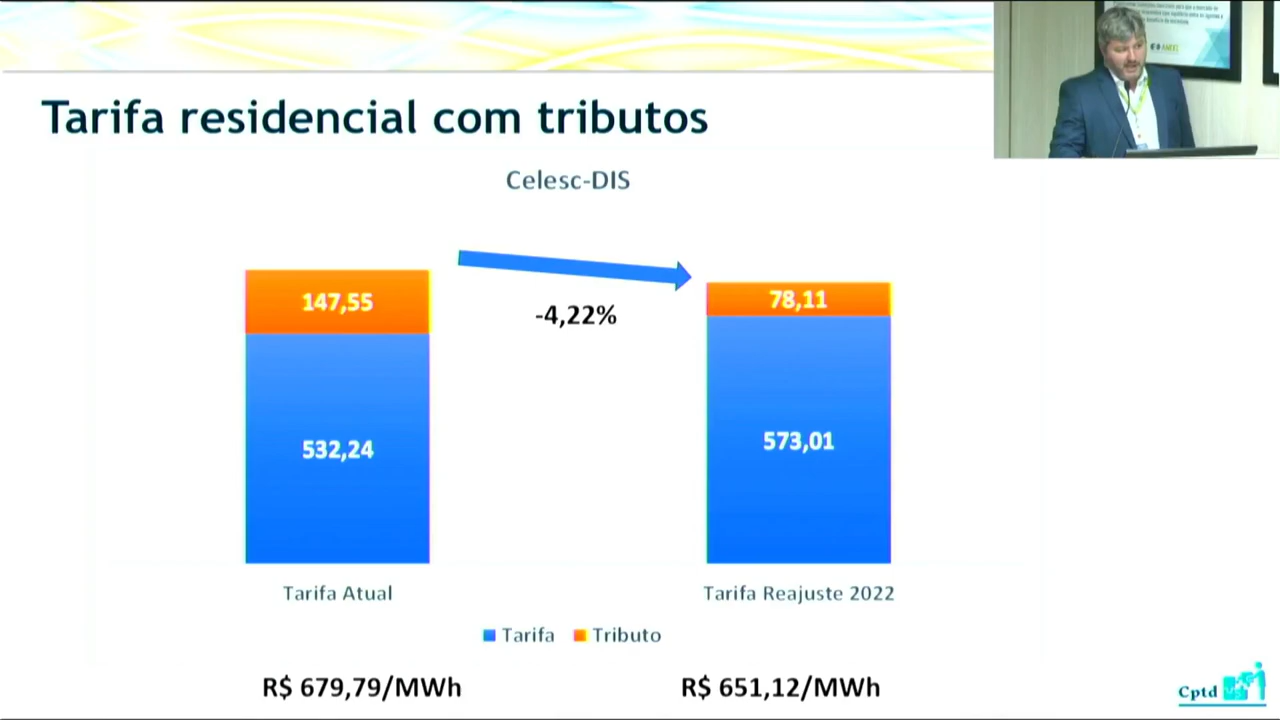 Tarifa residencial com tributos
Celesc-DIS
147,55
-4,22%
78,11
532,24
573,01
Tarifa Atual
Tarifa Reajuste 2022
Tarifa
Tributo
R$ 679,79/MWh
R$ 651,12/MWh
Cptd